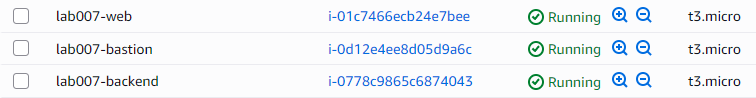 lab007-web i-01c7466ecb24e7bee Running t3.micro
lab007-bastion i-0d12e4ee8d05d9a6c Running t3.micro
lab007-backend i-0778c9865c6874043 Running t3.micro